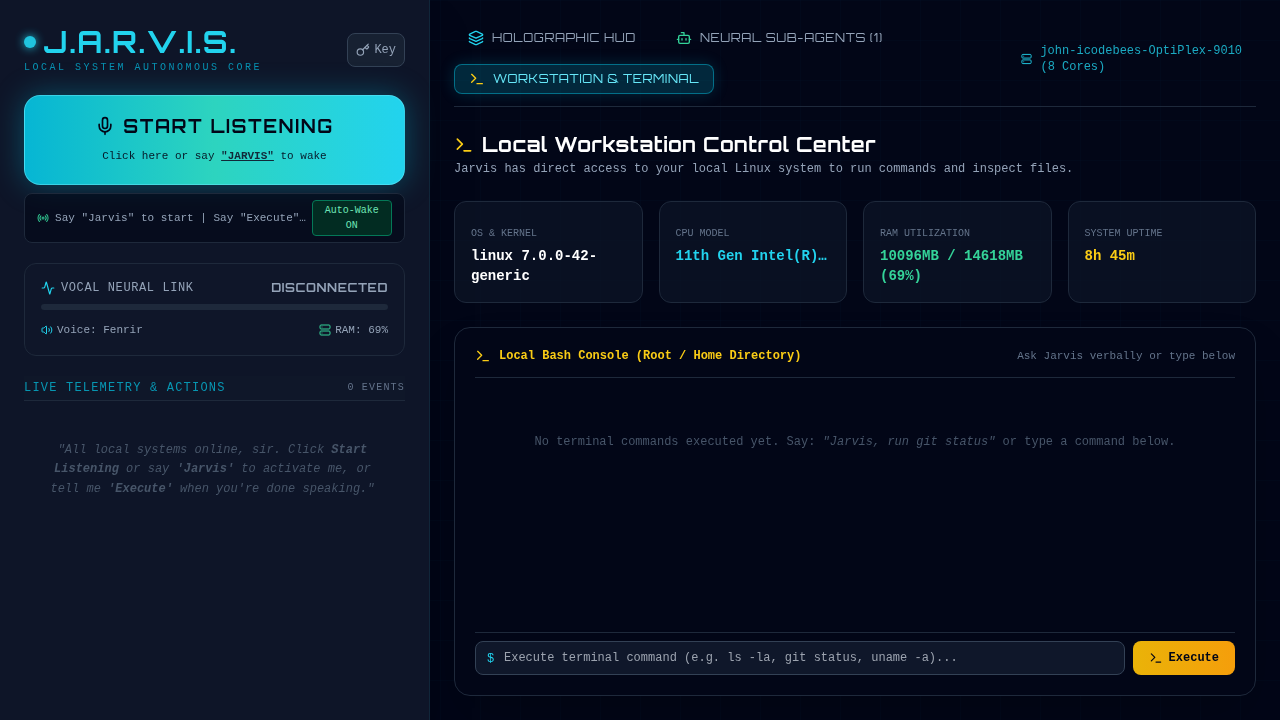 J.A.R.V.I.S.
LOCAL SYSTEM AUTONOMOUS CORE
Key
START LISTENING
Click here or say "JARVIS" to wake
Say "Jarvis" to start | Say "Execute"…
Auto-Wake
ON
VOCAL NEURAL LINK
DISCONNECTED
Voice: Fenrir
RAM: 69%
LIVE TELEMETRY & ACTIONS
0 EVENTS
"All local systems online, sir. Click Start
Listening or say 'Jarvis' to activate me, or
tell me 'Execute' when you're done speaking."
HOLOGRAPHIC HUD
NEURAL SUB-AGENTS (1)
WORKSTATION & TERMINAL
john-icodebees-OptiPlex-9010
(8 Cores)
Local Workstation Control Center
Jarvis has direct access to your local Linux system to run commands and inspect files.
OS & KERNEL
linux 7.0.0-42-
generic
CPU MODEL
11th Gen Intel(R)…
RAM UTILIZATION
10096MB / 14618MB
(69%)
SYSTEM UPTIME
8h 45m
Local Bash Console (Root / Home Directory)
Ask Jarvis verbally or type below
No terminal commands executed yet. Say: "Jarvis, run git status" or type a command below.
$ Execute terminal command (e.g. ls -la, git status, uname -a)...
Execute